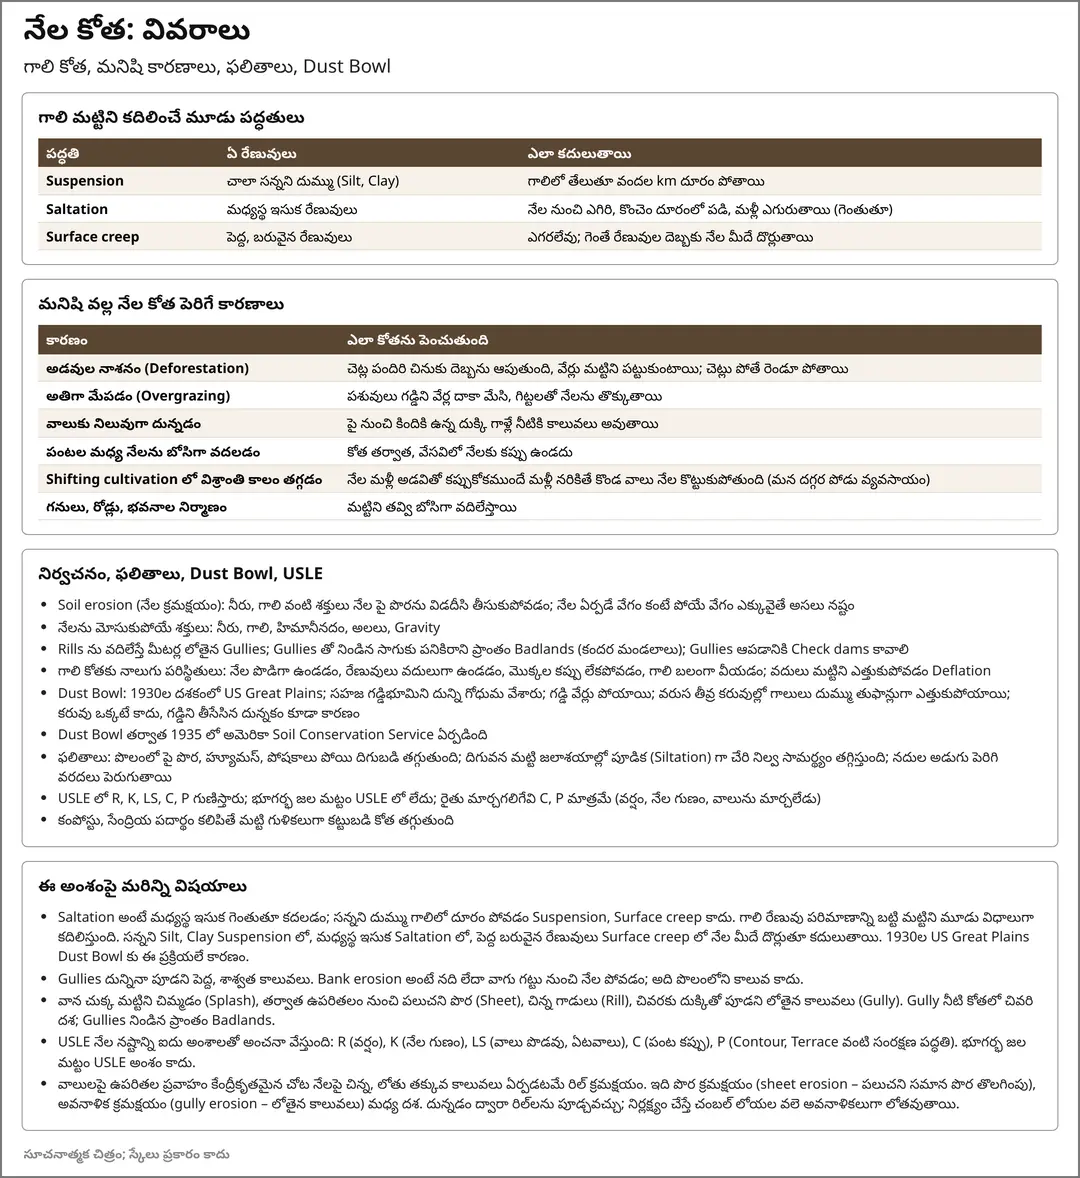 నేల కోత: వివరాలు
గాలి కోత, మనిషి కారణాలు, ఫలితాలు, Dust Bowl
గాలి మట్టిని కదిలించే మూడు పద్ధతులు
పద్ధతి ఏ రేణువులు ఎలా కదులుతాయి
Suspension చాలా సన్నని దుమ్ము (Silt, Clay) గాలిలో తేలుతూ వందల km దూరం పోతాయి
Saltation మధ్యస్థ ఇసుక రేణువులు నేల నుంచి ఎగిరి, కొంచెం దూరంలో పడి, మళ్లీ ఎగురుతాయి (గెంతుతూ)
Surface creep పెద్ద, బరువైన రేణువులు ఎగరలేవు; గెంతే రేణువుల దెబ్బకు నేల మీదే దొర్లుతాయి
మనిషి వల్ల నేల కోత పెరిగే కారణాలు
కారణం ఎలా కోతను పెంచుతుంది
అడవుల నాశనం (Deforestation) చెట్ల పందిరి చినుకు దెబ్బను ఆపుతుంది, వేర్లు మట్టిని పట్టుకుంటాయి; చెట్లు పోతే రెండూ పోతాయి
అతిగా మేపడం (Overgrazing) పశువులు గడ్డిని వేర్ల దాకా మేసి, గిట్టలతో నేలను తొక్కుతాయి
వాలుకు నిలువుగా దున్నడం పై నుంచి కిందికి ఉన్న దుక్కి గాళ్లే నీటికి కాలువలు అవుతాయి
పంటల మధ్య నేలను బోసిగా వదలడం కోత తర్వాత, వేసవిలో నేలకు కప్పు ఉండదు
Shifting cultivation లో విశ్రాంతి కాలం తగ్గడం నేల మళ్లీ అడవితో కప్పుకోకముందే మళ్లీ నరికితే కొండ వాలు నేల కొట్టుకుపోతుంది (మన దగ్గర పోడు వ్యవసాయం)
గనులు, రోడ్లు, భవనాల నిర్మాణం మట్టిని తవ్వి బోసిగా వదిలేస్తాయి
నిర్వచనం, ఫలితాలు, Dust Bowl, USLE
• Soil erosion (నేల క్రమక్షయం): నీరు, గాలి వంటి శక్తులు నేల పై పొరను విడదీసి తీసుకుపోవడం; నేల ఏర్పడే వేగం కంటే పోయే వేగం ఎక్కువైతే అసలు నష్టం
• నేలను మోసుకుపోయే శక్తులు: నీరు, గాలి, హిమానీనదం, అలలు, Gravity
• Rills ను వదిలేస్తే మీటర్ల లోతైన Gullies; Gullies తో నిండిన సాగుకు పనికిరాని ప్రాంతం Badlands (కందర మండలాలు); Gullies ఆపడానికి Check dams కావాలి
• గాలి కోతకు నాలుగు పరిస్థితులు: నేల పొడిగా ఉండడం, రేణువులు వదులుగా ఉండడం, మొక్కల కప్పు లేకపోవడం, గాలి బలంగా వీయడం; వదులు మట్టిని ఎత్తుకుపోవడం Deflation
• Dust Bowl: 1930ల దశకంలో US Great Plains; సహజ గడ్డిభూమిని దున్ని గోధుమ వేశారు; గడ్డి వేర్లు పోయాయి; వరుస తీవ్ర కరువుల్లో గాలులు దుమ్ము తుఫాన్లుగా ఎత్తుకుపోయాయి;
కరువు ఒక్కటే కాదు, గడ్డిని తీసేసిన దున్నకం కూడా కారణం
• Dust Bowl తర్వాత 1935 లో అమెరికా Soil Conservation Service ఏర్పడింది
• ఫలితాలు: పొలంలో పై పొర, హ్యూమస్, పోషకాలు పోయి దిగుబడి తగ్గుతుంది; దిగువన మట్టి జలాశయాల్లో పూడిక (Siltation) గా చేరి నిల్వ సామర్థ్యం తగ్గిస్తుంది; నదుల అడుగు పెరిగి
వరదలు పెరుగుతాయి
• USLE లో R, K, LS, C, P గుణిస్తారు; భూగర్భ జల మట్టం USLE లో లేదు; రైతు మార్చగలిగేవి C, P మాత్రమే (వర్షం, నేల గుణం, వాలును మార్చలేడు)
• కంపోస్టు, సేంద్రియ పదార్థం కలిపితే మట్టి గుళికలుగా కట్టుబడి కోత తగ్గుతుంది
ఈ అంశంపై మరిన్ని విషయాలు
• Saltation అంటే మధ్యస్థ ఇసుక గెంతుతూ కదలడం; సన్నని దుమ్ము గాలిలో దూరం పోవడం Suspension, Surface creep కాదు. గాలి రేణువు పరిమాణాన్ని బట్టి మట్టిని మూడు విధాలుగా
కదిలిస్తుంది. సన్నని Silt, Clay Suspension లో, మధ్యస్థ ఇసుక Saltation లో, పెద్ద బరువైన రేణువులు Surface creep లో నేల మీదే దొర్లుతూ కదులుతాయి. 1930ల US Great Plains
Dust Bowl కు ఈ ప్రక్రియలే కారణం.
• Gullies దున్నినా పూడని పెద్ద, శాశ్వత కాలువలు. Bank erosion అంటే నది లేదా వాగు గట్టు నుంచి నేల పోవడం; అది పొలంలోని కాలువ కాదు.
• వాన చుక్క మట్టిని చిమ్మడం (Splash), తర్వాత ఉపరితలం నుంచి పలుచని పొర (Sheet), చిన్న గాడులు (Rill), చివరకు దుక్కితో పూడని లోతైన కాలువలు (Gully). Gully నీటి కోతలో చివరి
దశ; Gullies నిండిన ప్రాంతం Badlands.
• USLE నేల నష్టాన్ని ఐదు అంశాలతో అంచనా వేస్తుంది: R (వర్షం), K (నేల గుణం), LS (వాలు పొడవు, ఏటవాలు), C (పంట కప్పు), P (Contour, Terrace వంటి సంరక్షణ పద్ధతి). భూగర్భ జల
మట్టం USLE అంశం కాదు.
• వాలులపై ఉపరితల ప్రవాహం కేంద్రీకృతమైన చోట నేలపై చిన్న, లోతు తక్కువ కాలువలు ఏర్పడటమే రిల్ క్రమక్షయం. ఇది పొర క్రమక్షయం (sheet erosion – పలుచని సమాన పొర తొలగింపు),
అవనాళిక క్రమక్షయం (gully erosion – లోతైన కాలువలు) మధ్య దశ. దున్నడం ద్వారా రిల్‌లను పూడ్చవచ్చు; నిర్లక్ష్యం చేస్తే చంబల్ లోయల వలె అవనాళికలుగా లోతవుతాయి.
సూచనాత్మక చిత్రం; స్కేలు ప్రకారం కాదు